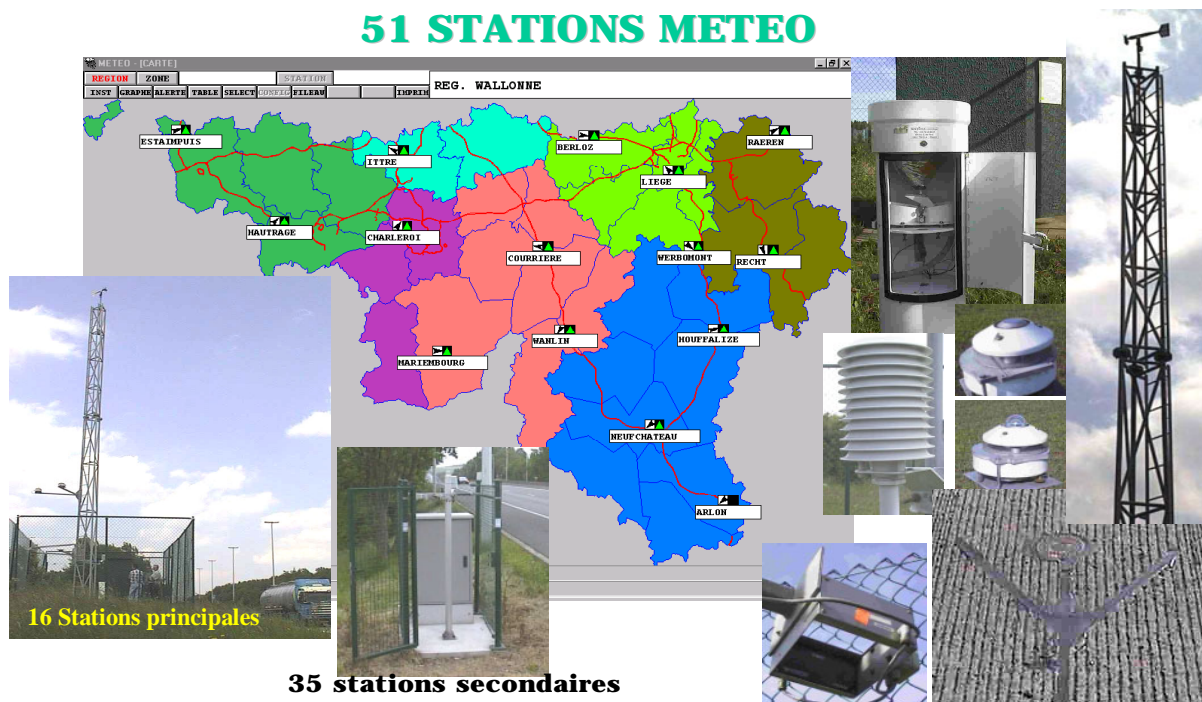 51 STATIONS METEO
METEO - [CARTE]
REGION ZONE STATION
INST GRAPHE ALERTE TABLE SELECT CONFIG FILEAU IMPRIM
REG. WALLONNE
ESTAIMPUIS
ITTRE
BERLOZ
RAEREN
LIEGE
HAUTRAGE
CHARLEROI
COURRIERE
WERBOMONT
RECHT
WANLIN
HOUFFALIZE
MARIEMBOURG
NEUFCHATEAU
ARLON
16 Stations principales
35 stations secondaires